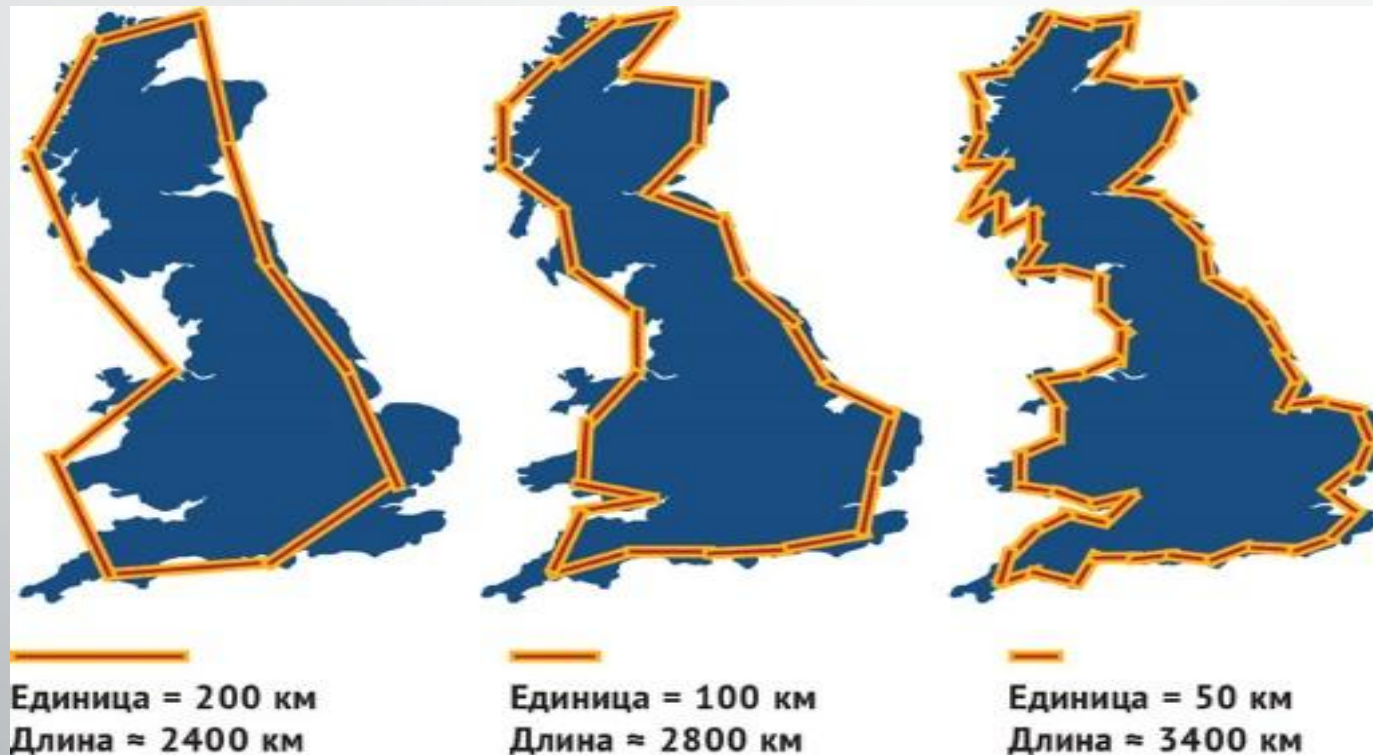 Единица = 200 км
Длина ≈ 2400 км
Единица = 100 км
Длина ≈ 2800 км
Единица = 50 км
Длина ≈ 3400 км